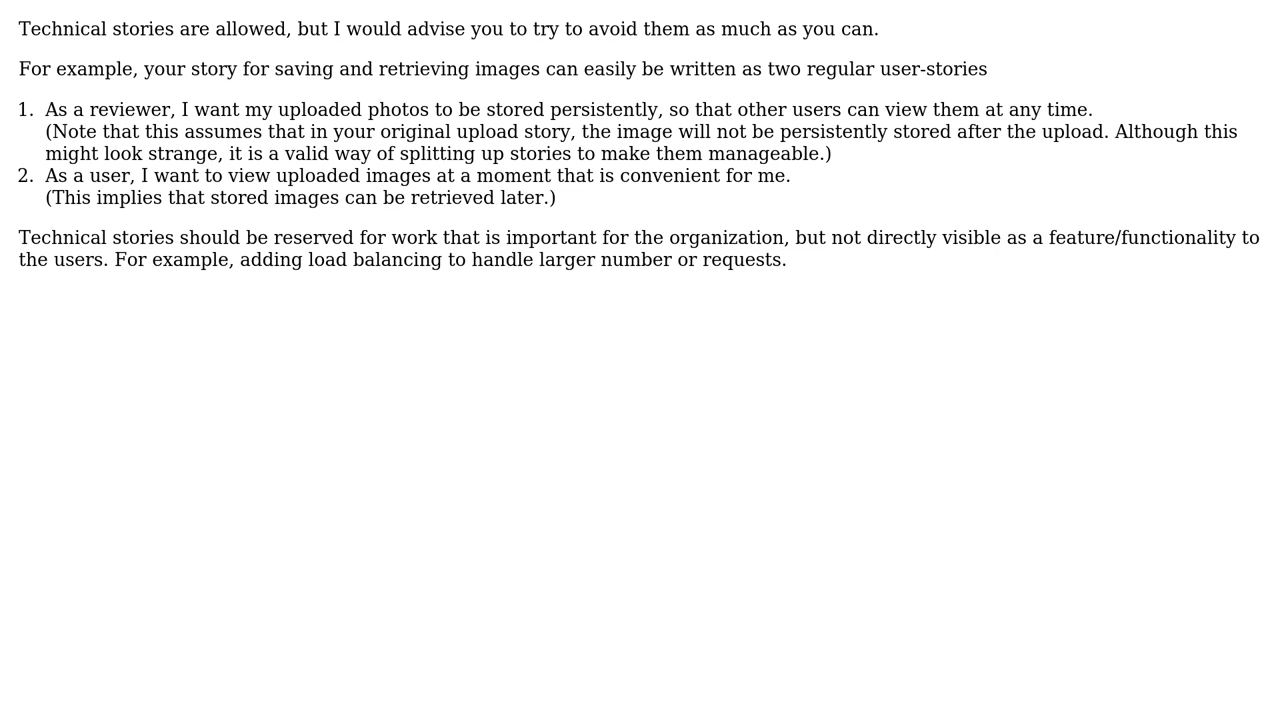 Technical stories are allowed, but I would advise you to try to avoid them as much as you can.
For example, your story for saving and retrieving images can easily be written as two regular user-stories
1. As a reviewer, I want my uploaded photos to be stored persistently, so that other users can view them at any time.
(Note that this assumes that in your original upload story, the image will not be persistently stored after the upload. Although this
might look strange, it is a valid way of splitting up stories to make them manageable.)
2. As a user, I want to view uploaded images at a moment that is convenient for me.
(This implies that stored images can be retrieved later.)
Technical stories should be reserved for work that is important for the organization, but not directly visible as a feature/functionality to
the users. For example, adding load balancing to handle larger number or requests.